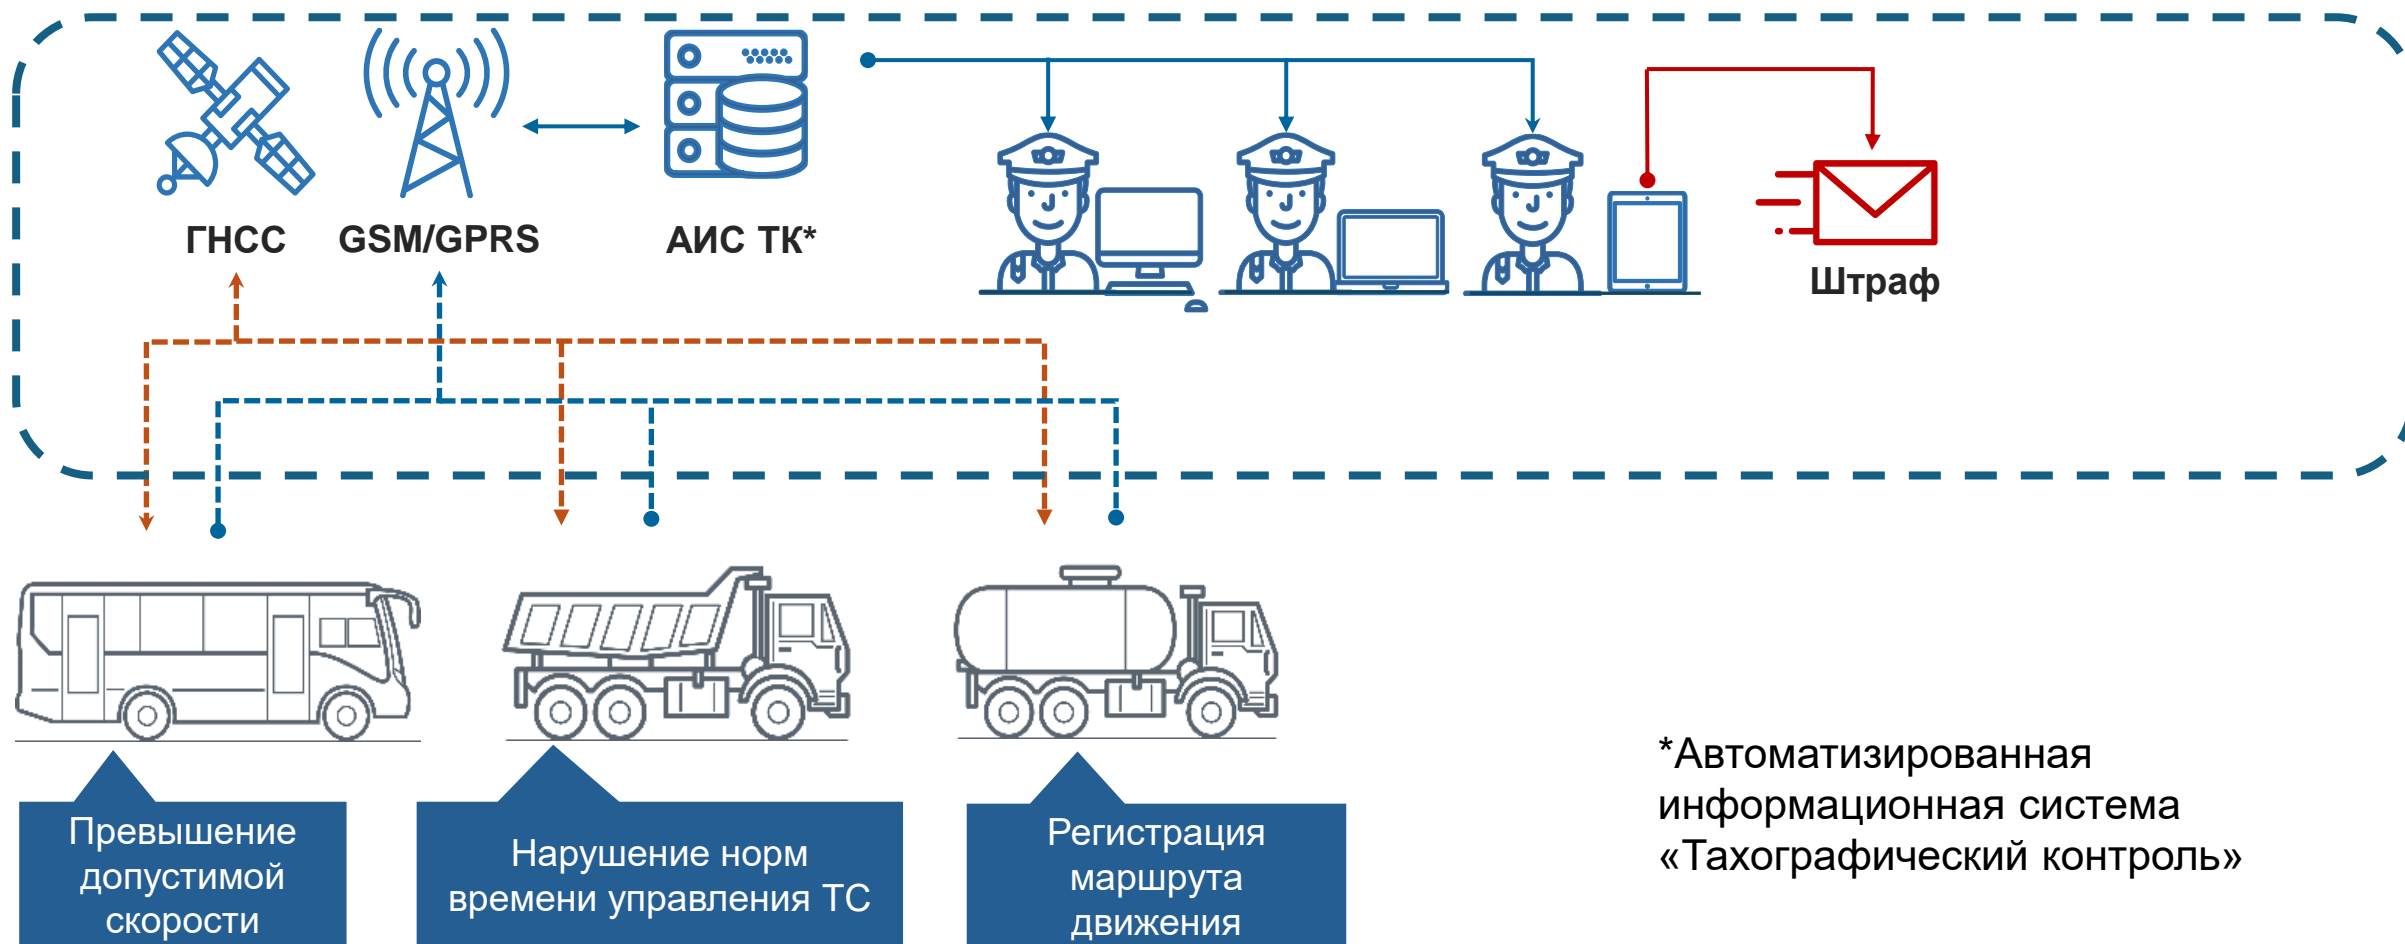 ГНСС
GSM/GPRS
АИС ТК*
Штраф
Превышение
допустимой
скорости
Нарушение норм
времени управления ТС
Регистрация
маршрута
движения
*Автоматизированная
информационная система
«Тахографический контроль»